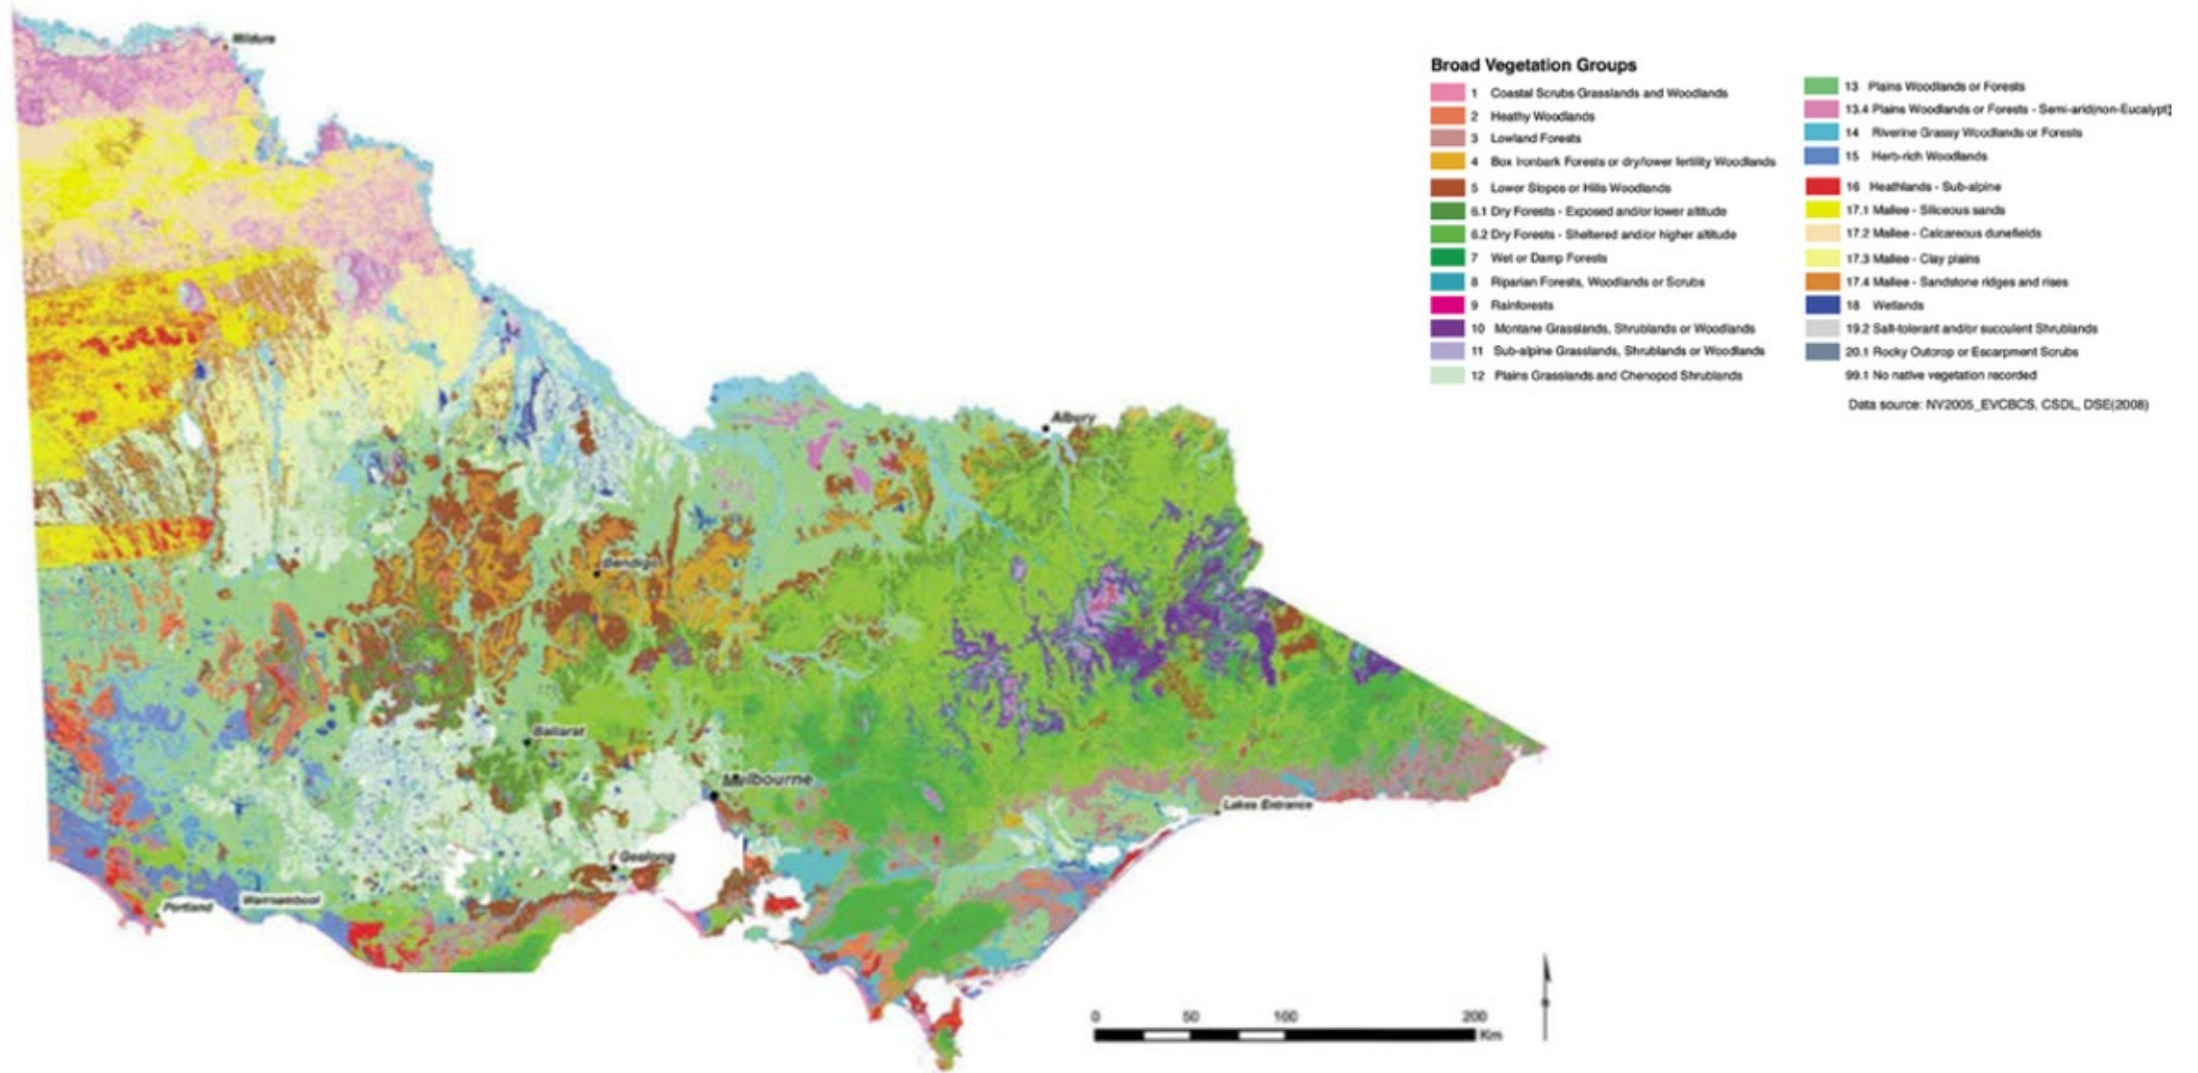 Mildura
Albury
Bendigo
Ballarat
Melbourne
Lakes Entrance
Geelong
Portland
Warrnambool
Broad Vegetation Groups
1 Coastal Scrubs Grasslands and Woodlands
2 Heathy Woodlands
3 Lowland Forests
4 Box Ironbark Forests or dry/lower fertility Woodlands
5 Lower Slopes or Hills Woodlands
6.1 Dry Forests - Exposed and/or lower altitude
6.2 Dry Forests - Sheltered and/or higher altitude
7 Wet or Damp Forests
8 Riparian Forests, Woodlands or Scrubs
9 Rainforests
10 Montane Grasslands, Shrublands or Woodlands
11 Sub-alpine Grasslands, Shrublands or Woodlands
12 Plains Grasslands and Chenopod Shrublands
13 Plains Woodlands or Forests
13.4 Plains Woodlands or Forests - Semi-arid(non-Eucalypt)
14 Riverine Grassy Woodlands or Forests
15 Herb-rich Woodlands
16 Heathlands - Sub-alpine
17.1 Mallee - Siliceous sands
17.2 Mallee - Calcareous dunefields
17.3 Mallee - Clay plains
17.4 Mallee - Sandstone ridges and rises
18 Wetlands
19.2 Salt-tolerant and/or succulent Shrublands
20.1 Rocky Outcrop or Escarpment Scrubs
99.1 No native vegetation recorded
Data source: NV2005_EVCBCS, CSDL, DSE(2008)
0 50 100 200
Km